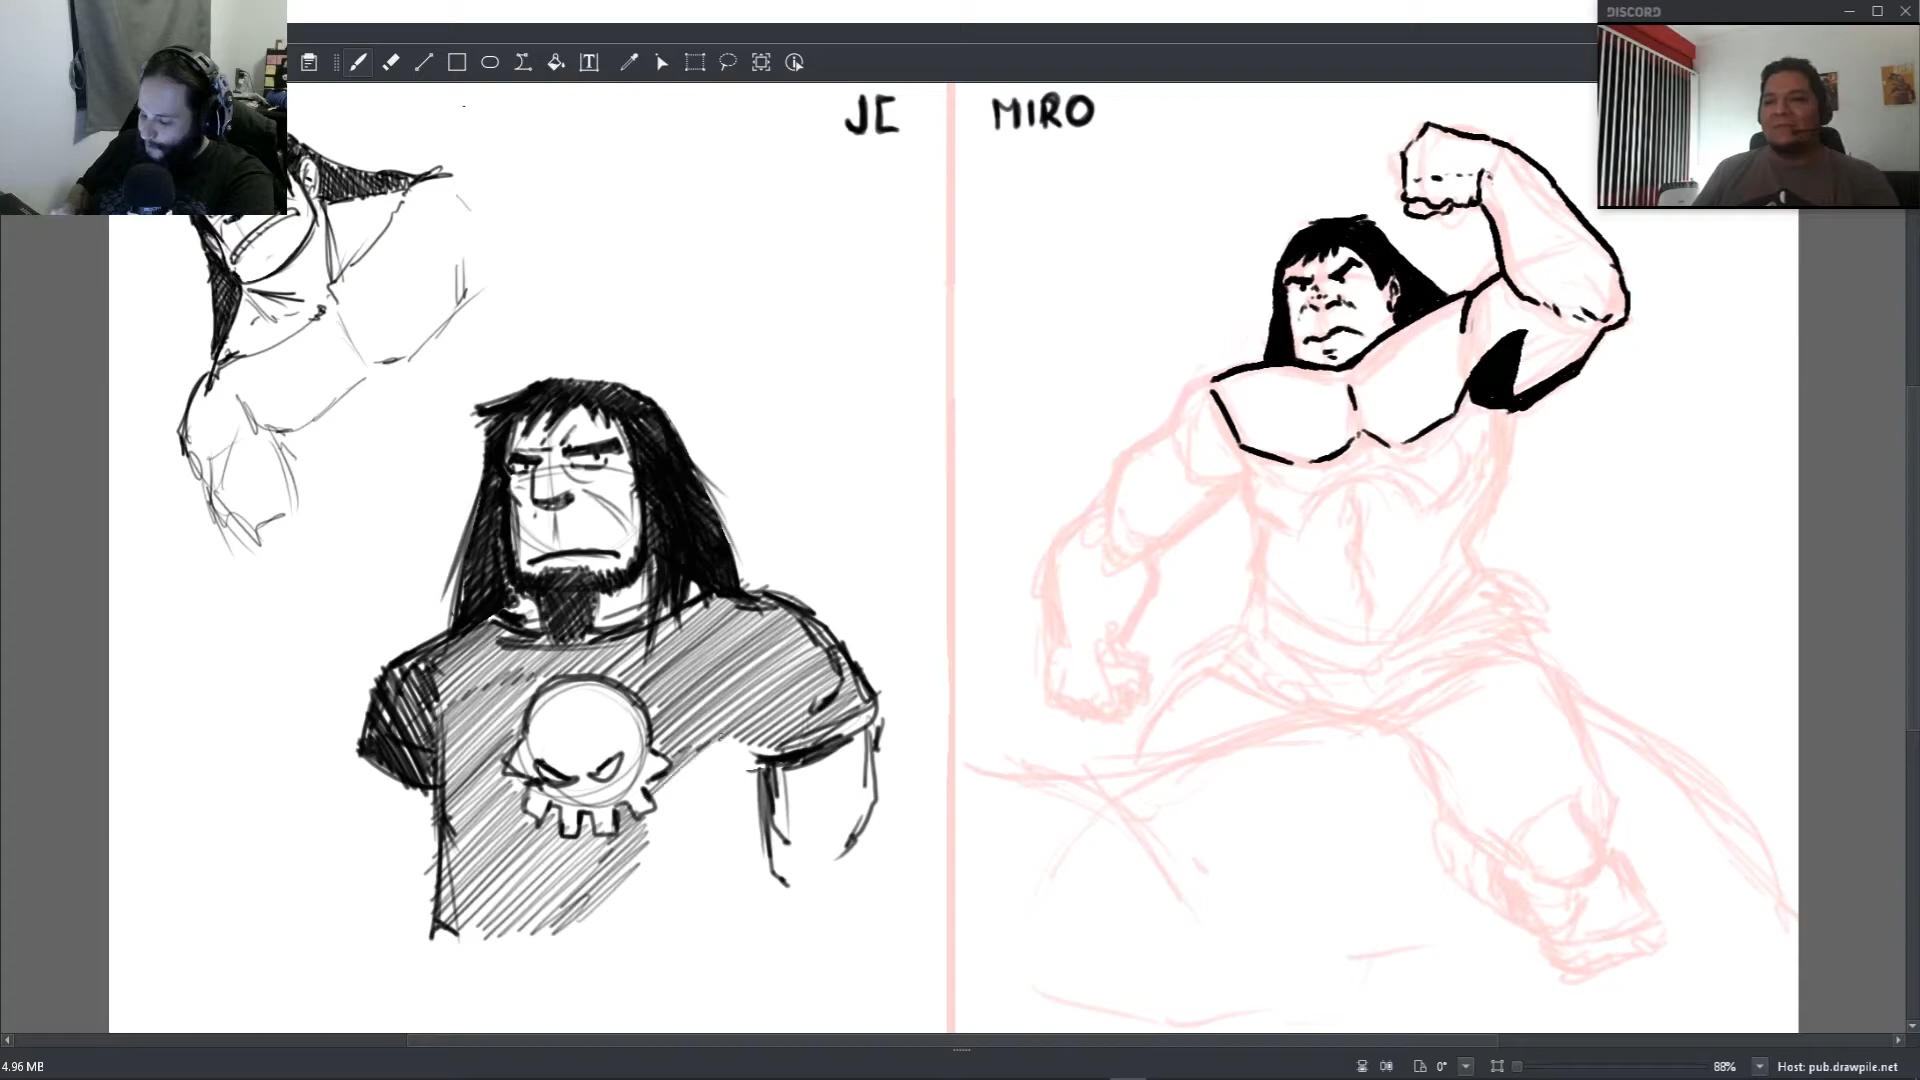 DISCORD
T
JC
MIRO
4.96 MB
0°
88%
Host: pub.drawpile.net